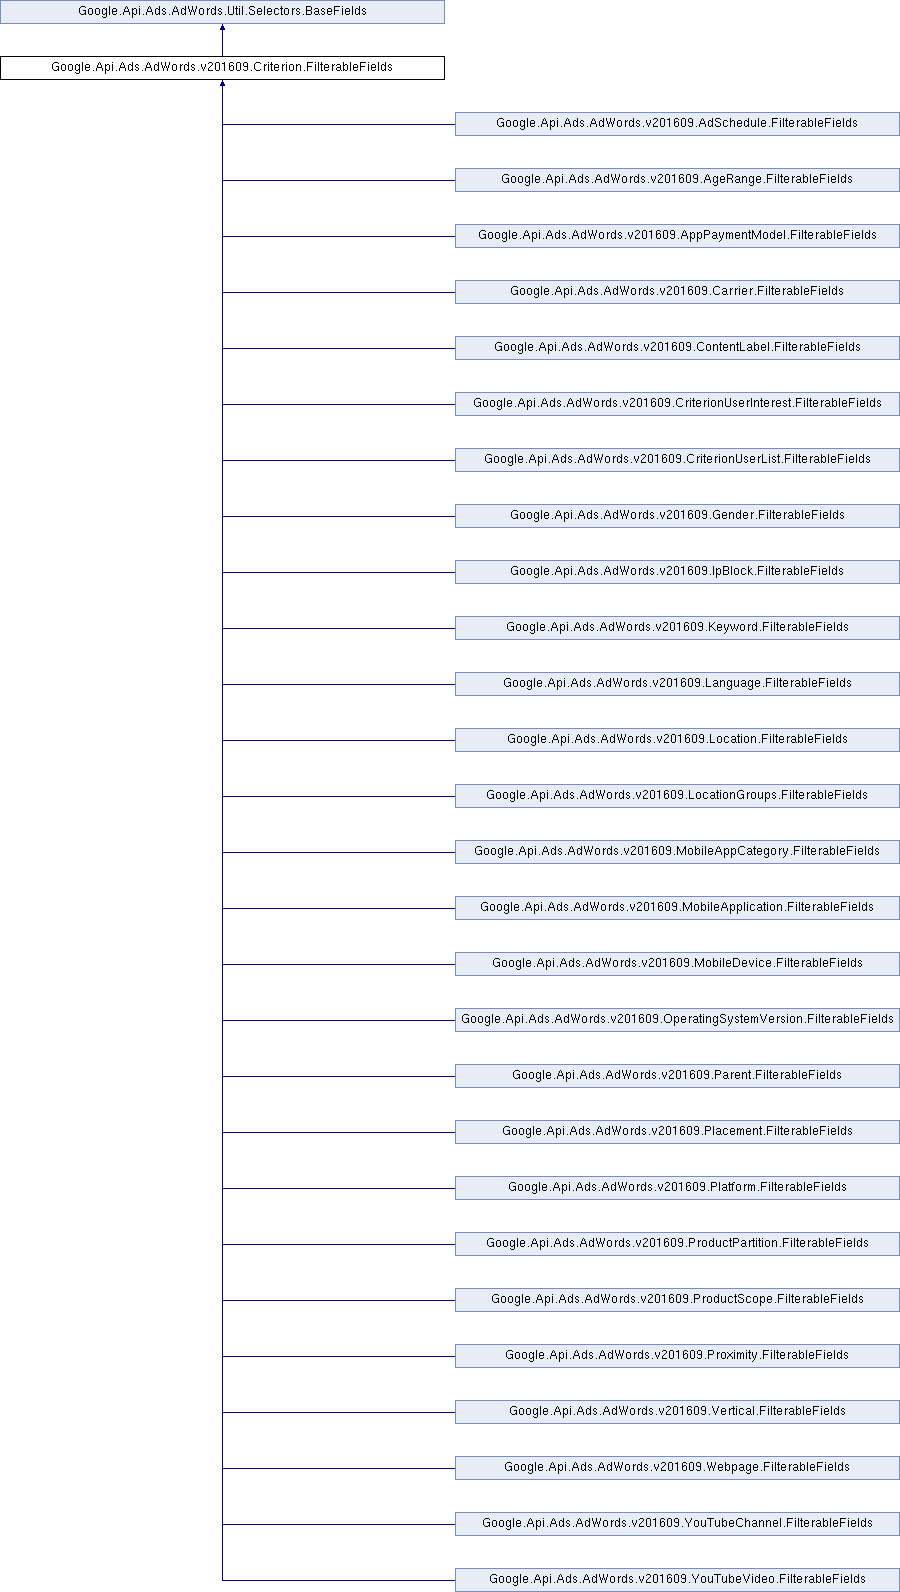 Google.Api.Ads.AdWords.Util.Selectors.BaseFields
Google.Api.Ads.AdWords.v201609.Criterion.FilterableFields
Google.Api.Ads.AdWords.v201609.AdSchedule.FilterableFields
Google.Api.Ads.AdWords.v201609.AgeRange.FilterableFields
Google.Api.Ads.AdWords.v201609.AppPaymentModel.FilterableFields
Google.Api.Ads.AdWords.v201609.Carrier.FilterableFields
Google.Api.Ads.AdWords.v201609.ContentLabel.FilterableFields
Google.Api.Ads.AdWords.v201609.CriterionUserInterest.FilterableFields
Google.Api.Ads.AdWords.v201609.CriterionUserList.FilterableFields
Google.Api.Ads.AdWords.v201609.Gender.FilterableFields
Google.Api.Ads.AdWords.v201609.IpBlock.FilterableFields
Google.Api.Ads.AdWords.v201609.Keyword.FilterableFields
Google.Api.Ads.AdWords.v201609.Language.FilterableFields
Google.Api.Ads.AdWords.v201609.Location.FilterableFields
Google.Api.Ads.AdWords.v201609.LocationGroups.FilterableFields
Google.Api.Ads.AdWords.v201609.MobileAppCategory.FilterableFields
Google.Api.Ads.AdWords.v201609.MobileApplication.FilterableFields
Google.Api.Ads.AdWords.v201609.MobileDevice.FilterableFields
Google.Api.Ads.AdWords.v201609.OperatingSystemVersion.FilterableFields
Google.Api.Ads.AdWords.v201609.Parent.FilterableFields
Google.Api.Ads.AdWords.v201609.Placement.FilterableFields
Google.Api.Ads.AdWords.v201609.Platform.FilterableFields
Google.Api.Ads.AdWords.v201609.ProductPartition.FilterableFields
Google.Api.Ads.AdWords.v201609.ProductScope.FilterableFields
Google.Api.Ads.AdWords.v201609.Proximity.FilterableFields
Google.Api.Ads.AdWords.v201609.Vertical.FilterableFields
Google.Api.Ads.AdWords.v201609.Webpage.FilterableFields
Google.Api.Ads.AdWords.v201609.YouTubeChannel.FilterableFields
Google.Api.Ads.AdWords.v201609.YouTubeVideo.FilterableFields